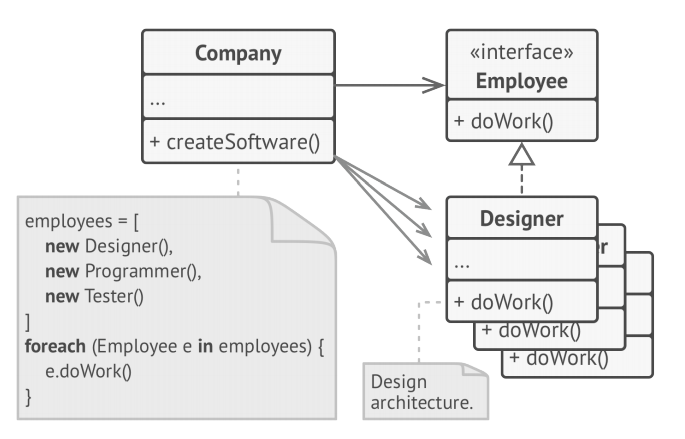 Company
...
+ createSoftware()
«interface»
Employee
+ doWork()
employees = [
new Designer(),
new Programmer(),
new Tester()
]
foreach (Employee e in employees) {
e.doWork()
}
Designer
...
+ doWork()
r
+ doWork()
+ doWork()
Design
architecture.